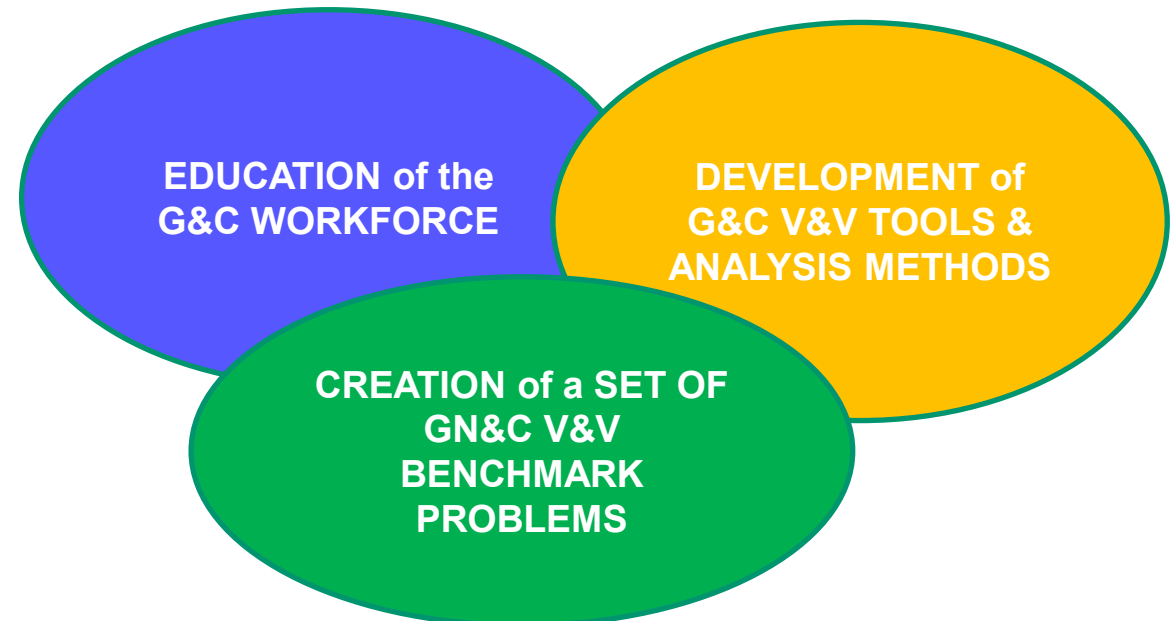 EDUCATION of the
G&C WORKFORCE
DEVELOPMENT of
G&C V&V TOOLS &
ANALYSIS METHODS
CREATION of a SET OF
GN&C V&V
BENCHMARK
PROBLEMS